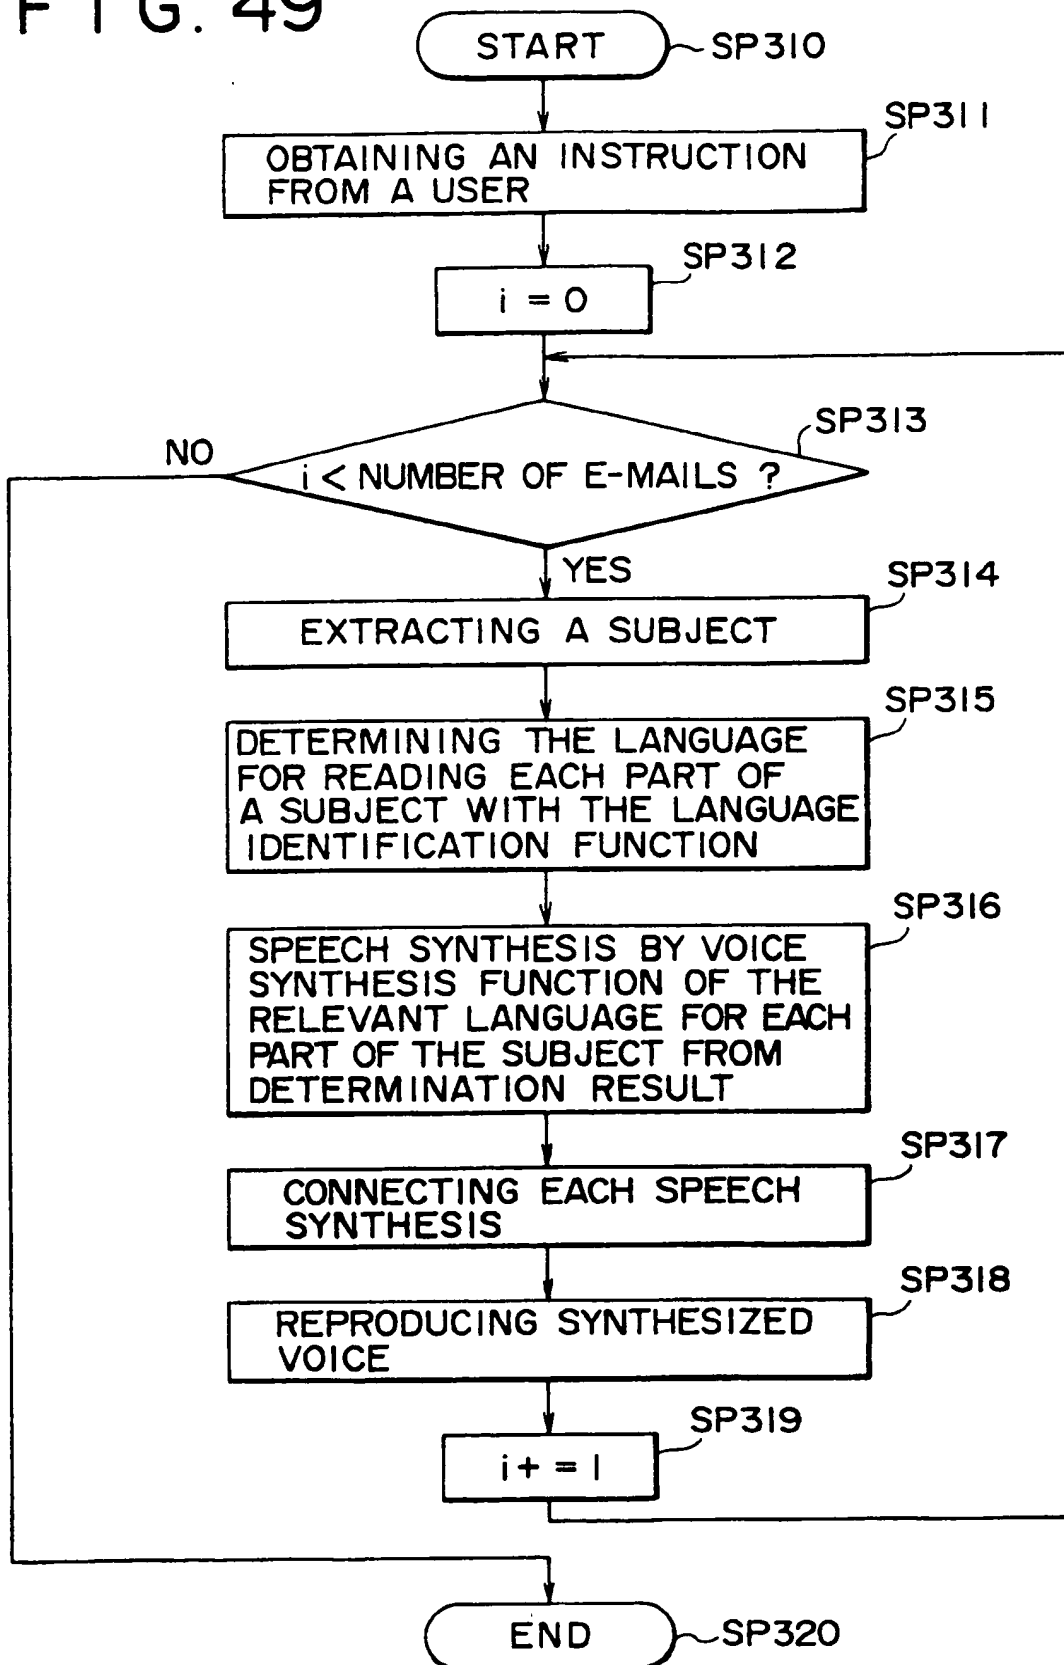 FIG. 49
START
SP310
SP311
OBTAINING AN INSTRUCTION
FROM A USER
SP312
i = 0
SP313
NO
i < NUMBER OF E-MAILS ?
YES
SP314
EXTRACTING A SUBJECT
SP315
DETERMINING THE LANGUAGE
FOR READING EACH PART OF
A SUBJECT WITH THE LANGUAGE
IDENTIFICATION FUNCTION
SP316
SPEECH SYNTHESIS BY VOICE
SYNTHESIS FUNCTION OF THE
RELEVANT LANGUAGE FOR EACH
PART OF THE SUBJECT FROM
DETERMINATION RESULT
SP317
CONNECTING EACH SPEECH
SYNTHESIS
SP318
REPRODUCING SYNTHESIZED
VOICE
SP319
i+ = 1
END
SP320